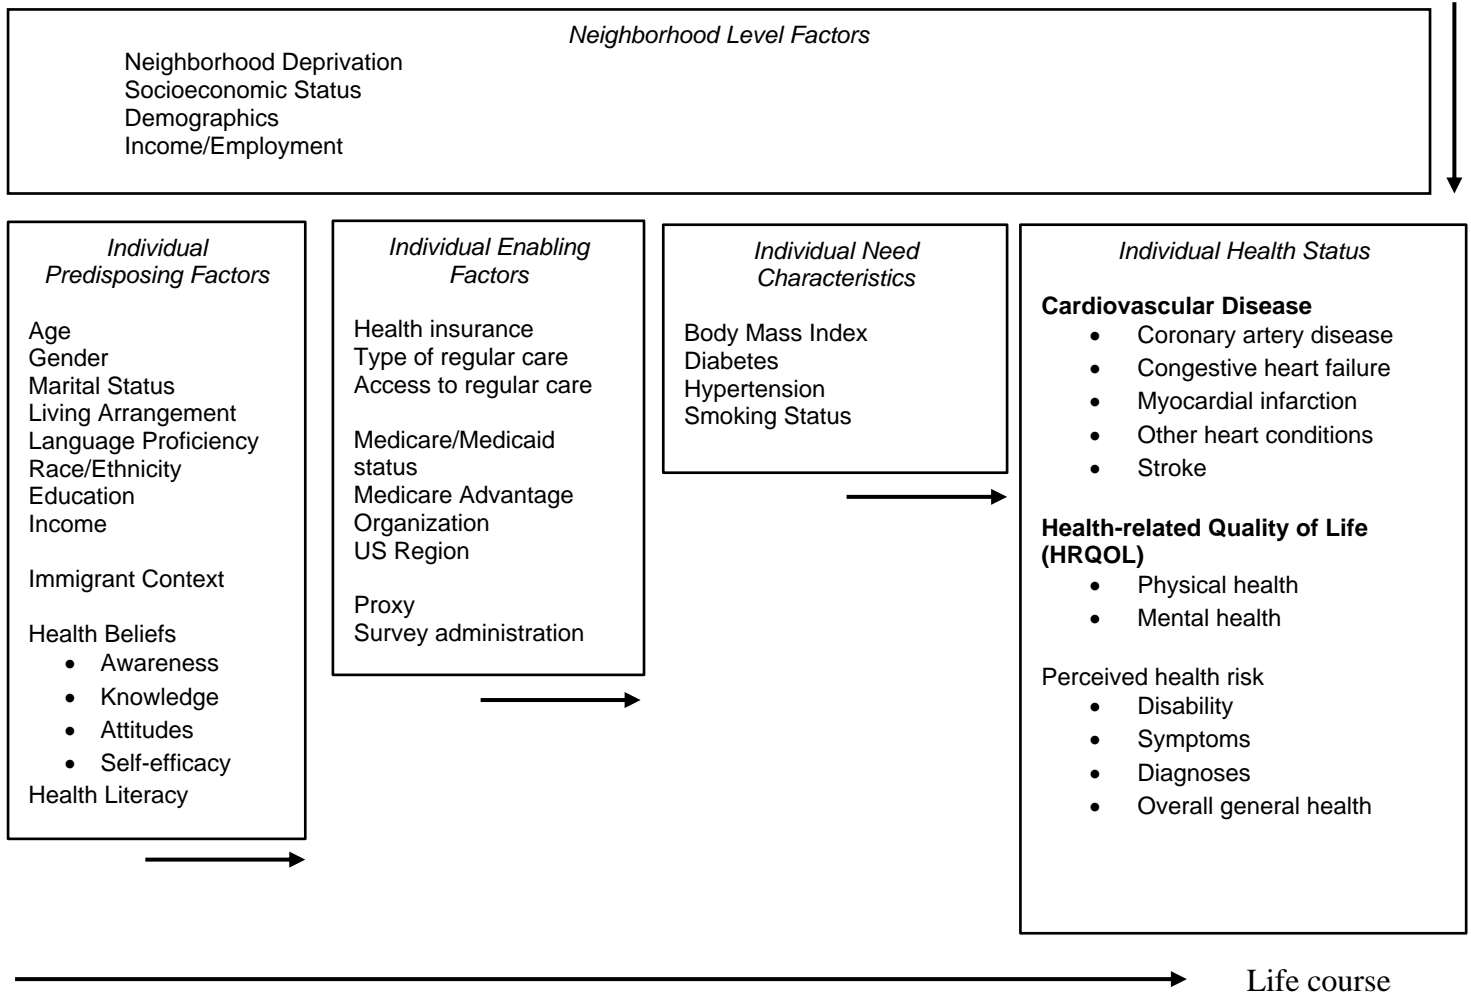 Neighborhood Level Factors
Neighborhood Deprivation
Socioeconomic Status
Demographics
Income/Employment
Individual
Predisposing Factors
Age
Gender
Marital Status
Living Arrangement
Language Proficiency
Race/Ethnicity
Education
Income
Immigrant Context
Health Beliefs
• Awareness
• Knowledge
• Attitudes
• Self-efficacy
Health Literacy
Individual Enabling
Factors
Health insurance
Type of regular care
Access to regular care
Medicare/Medicaid
status
Medicare Advantage
Organization
US Region
Proxy
Survey administration
Individual Need
Characteristics
Body Mass Index
Diabetes
Hypertension
Smoking Status
Individual Health Status
Cardiovascular Disease
• Coronary artery disease
• Congestive heart failure
• Myocardial infarction
• Other heart conditions
• Stroke
Health-related Quality of Life
(HRQOL)
• Physical health
• Mental health
Perceived health risk
• Disability
• Symptoms
• Diagnoses
• Overall general health
Life course